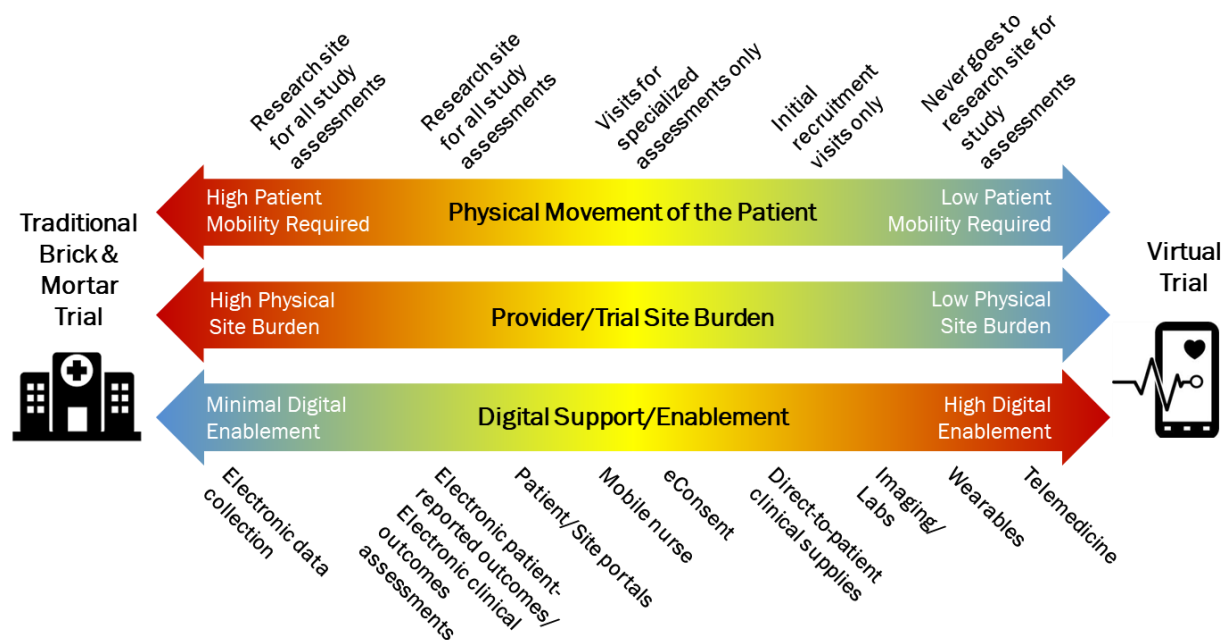 Research site
for all study
assessments
Research site
for all study
assessments
Visits for
specialized
assessments only
Initial
recruitment
visits only
Never goes to
research site for
study
assessments
High Patient
Mobility Required
Physical Movement of the Patient
Low Patient
Mobility Required
Traditional
Brick &
Mortar
Trial
Virtual
Trial
High Physical
Site Burden
Provider/Trial Site Burden
Low Physical
Site Burden
Minimal Digital
Enablement
Digital Support/Enablement
High Digital
Enablement
Electronic data
collection
Electronic patient-
reported outcomes/
Electronic clinical
outcomes
assessments
Patient/Site portals
Mobile nurse
eConsent
Direct-to-patient
clinical supplies
Imaging/
Labs
Wearables
Telemedicine